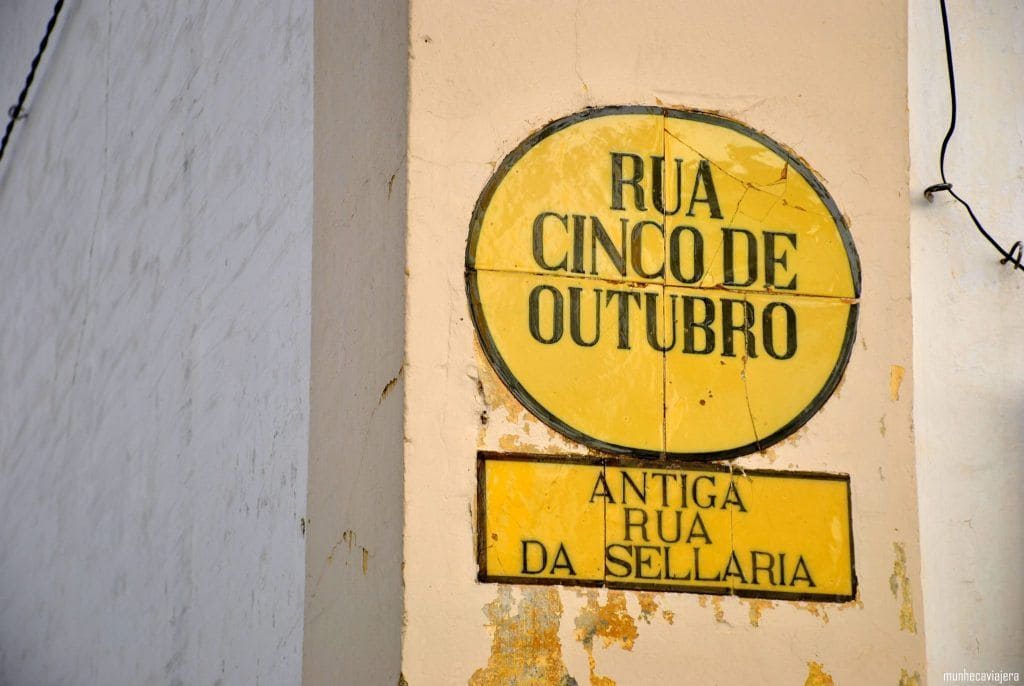 RUA
CINCO DE
OUTUBRO
ANTIGA
RUA
DA SELLARIA
munhecaviajera